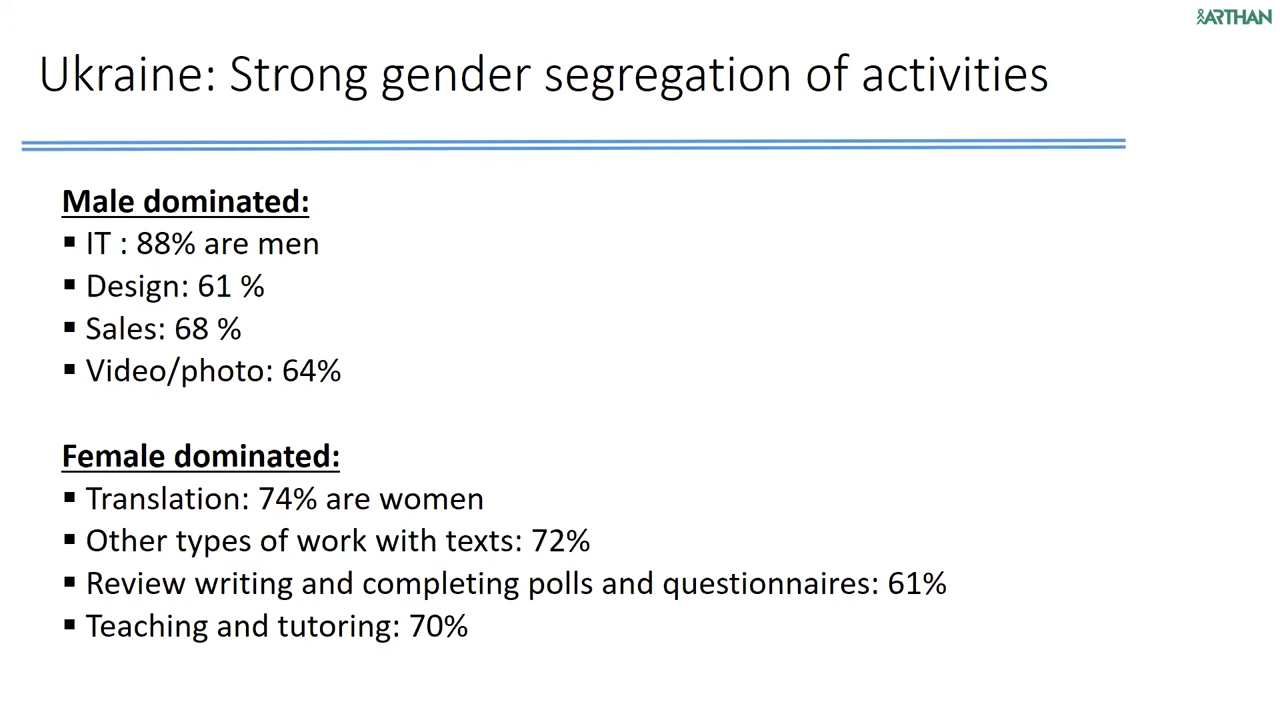 ARTHAN
Ukraine: Strong gender segregation of activities
Male dominated:
▪ IT : 88% are men
▪ Design: 61 %
▪ Sales: 68 %
▪ Video/photo: 64%
Female dominated:
▪ Translation: 74% are women
▪ Other types of work with texts: 72%
▪ Review writing and completing polls and questionnaires: 61%
▪ Teaching and tutoring: 70%